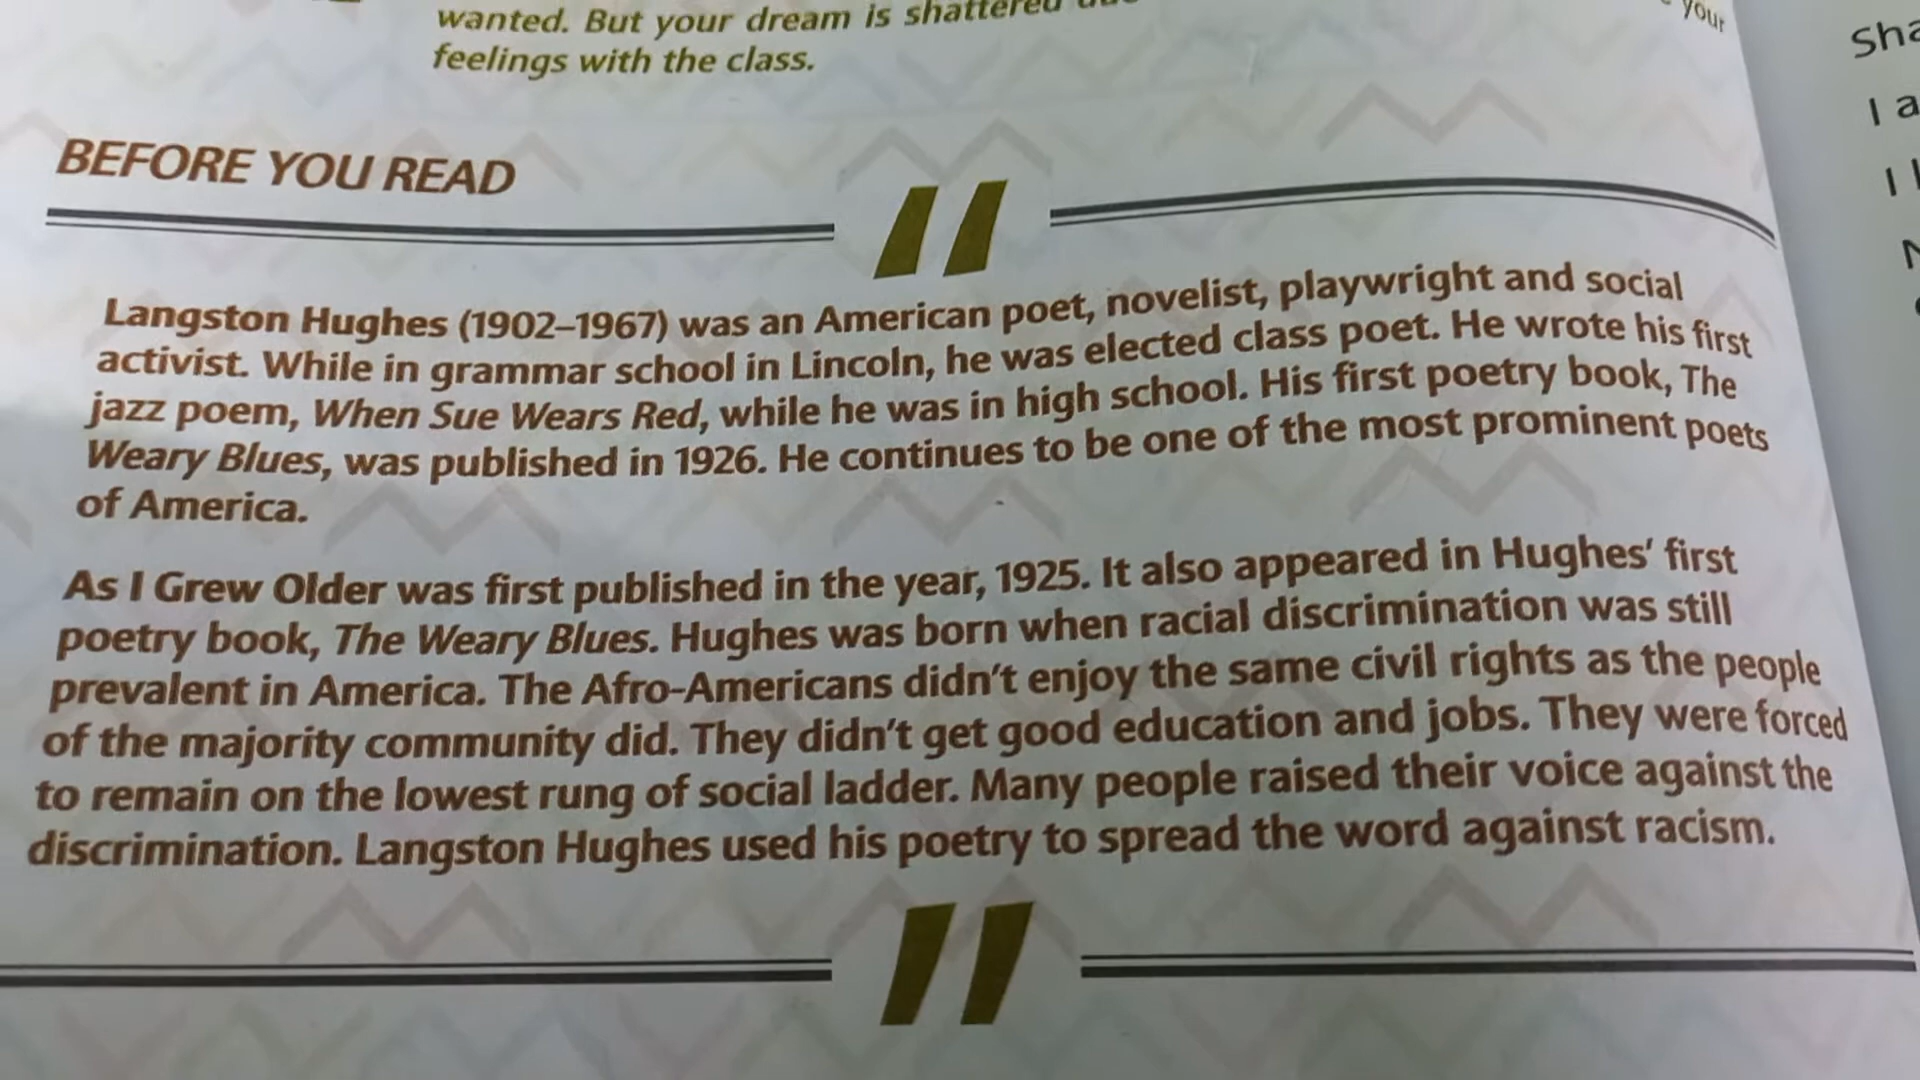 wanted. But your dream is shattered
feelings with the class.
your
BEFORE YOU READ
Langston Hughes (1902–1967) was an American poet, novelist, playwright and social
activist. While in grammar school in Lincoln, he was elected class poet. He wrote his first
jazz poem, When Sue Wears Red, while he was in high school. His first poetry book, The
Weary Blues, was published in 1926. He continues to be one of the most prominent poets
of America.
As I Grew Older was first published in the year, 1925. It also appeared in Hughes’ first
poetry book, The Weary Blues. Hughes was born when racial discrimination was still
prevalent in America. The Afro-Americans didn’t enjoy the same civil rights as the people
of the majority community did. They didn’t get good education and jobs. They were forced
to remain on the lowest rung of social ladder. Many people raised their voice against the
discrimination. Langston Hughes used his poetry to spread the word against racism.
I
I